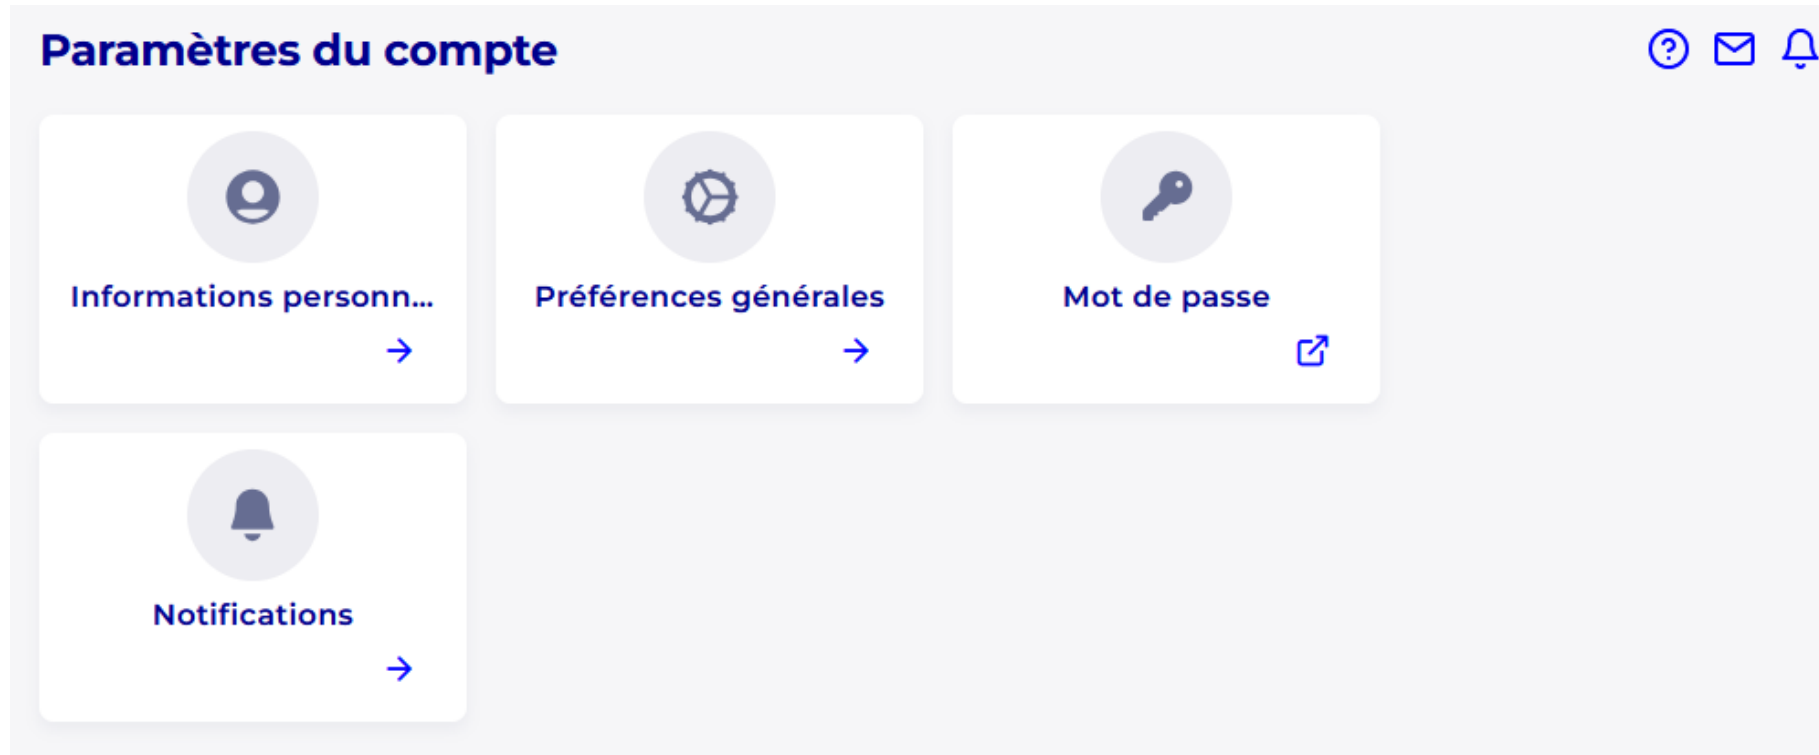 Paramètres du compte
Informations personn...
Préférences générales
Mot de passe
Notifications